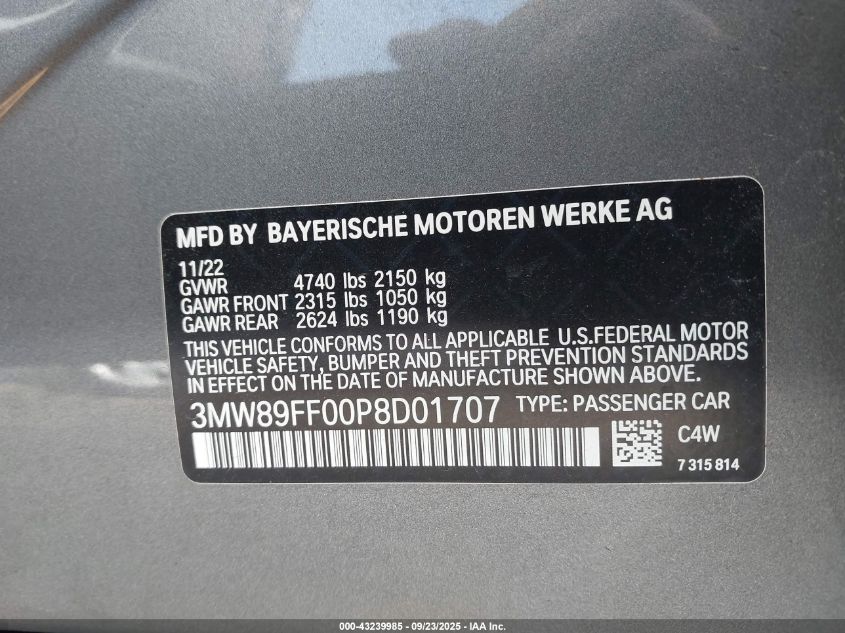 MFD BY BAYERISCHE MOTOREN WERKE AG
11/22
GVWR 4740 lbs 2150 kg
GAWR FRONT 2315 lbs 1050 kg
GAWR REAR 2624 lbs 1190 kg
THIS VEHICLE CONFORMS TO ALL APPLICABLE U.S.FEDERAL MOTOR
VEHICLE SAFETY, BUMPER AND THEFT PREVENTION STANDARDS
IN EFFECT ON THE DATE OF MANUFACTURE SHOWN ABOVE.
3MW89FF00P8D01707 TYPE: PASSENGER CAR
C4W
7 315 814
000-43239985 - 09/23/2025 - IAA Inc.